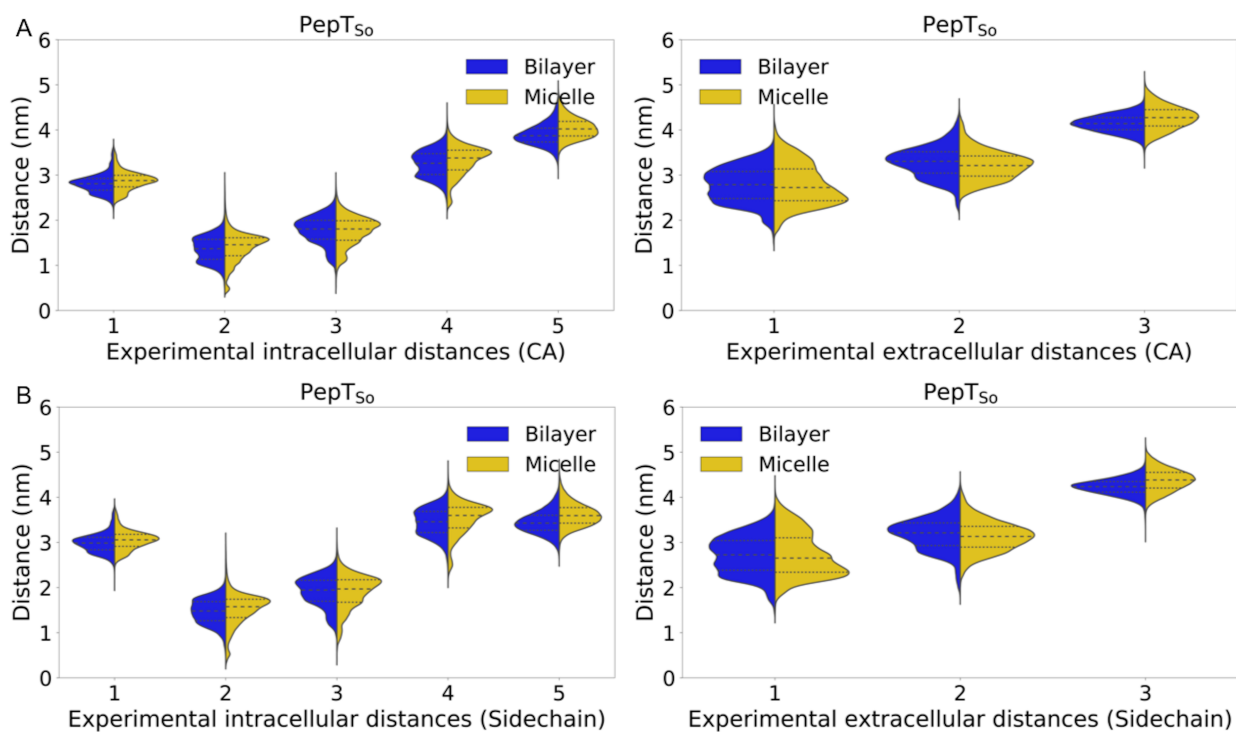 A
PepTSo
PepTSo
6
5
4
3
2
1
0
Distance (nm)
Bilayer
Micelle
1 2 3 4 5
Experimental intracellular distances (CA)
6
5
4
3
2
1
0
Distance (nm)
Bilayer
Micelle
1 2 3
Experimental extracellular distances (CA)
B
PepTSo
PepTSo
6
5
4
3
2
1
0
Distance (nm)
Bilayer
Micelle
1 2 3 4 5
Experimental intracellular distances (Sidechain)
6
5
4
3
2
1
0
Distance (nm)
Bilayer
Micelle
1 2 3
Experimental extracellular distances (Sidechain)